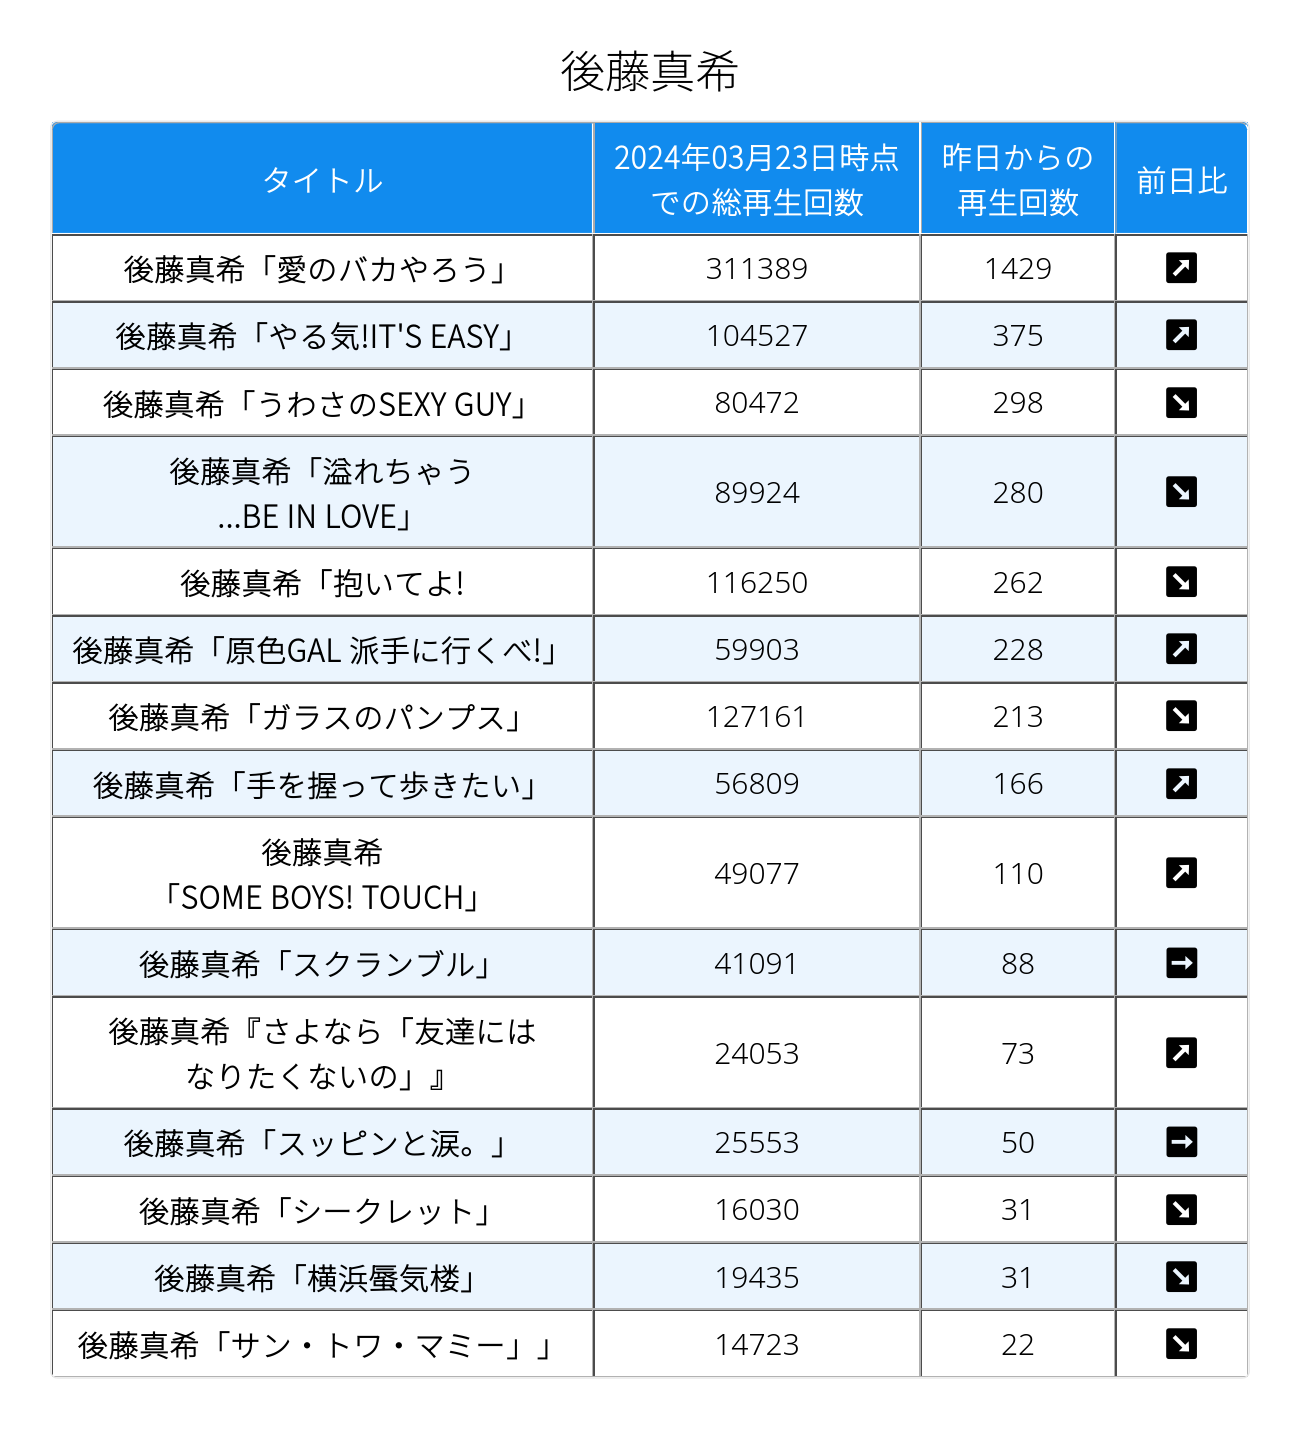 後藤真希
タイトル
2024年03月23日時点
での総再生回数
昨日からの
再生回数
前日比
後藤真希「愛のバカやろう」 311389 1429
後藤真希「やる気!IT'S EASY」 104527 375
後藤真希「うわさのSEXY GUY」 80472 298
後藤真希「溢れちゃう
...BE IN LOVE」
89924 280
後藤真希「抱いてよ! 116250 262
後藤真希「原色GAL 派手に行くべ!」 59903 228
後藤真希「ガラスのパンプス」 127161 213
後藤真希「手を握って歩きたい」 56809 166
後藤真希
「SOME BOYS! TOUCH」
49077 110
後藤真希「スクランブル」 41091 88
後藤真希『さよなら「友達には
なりたくないの」』
24053 73
後藤真希「スッピンと涙。」 25553 50
後藤真希「シークレット」 16030 31
後藤真希「横浜蜃気楼」 19435 31
後藤真希「サン・トワ・マミー」」 14723 22